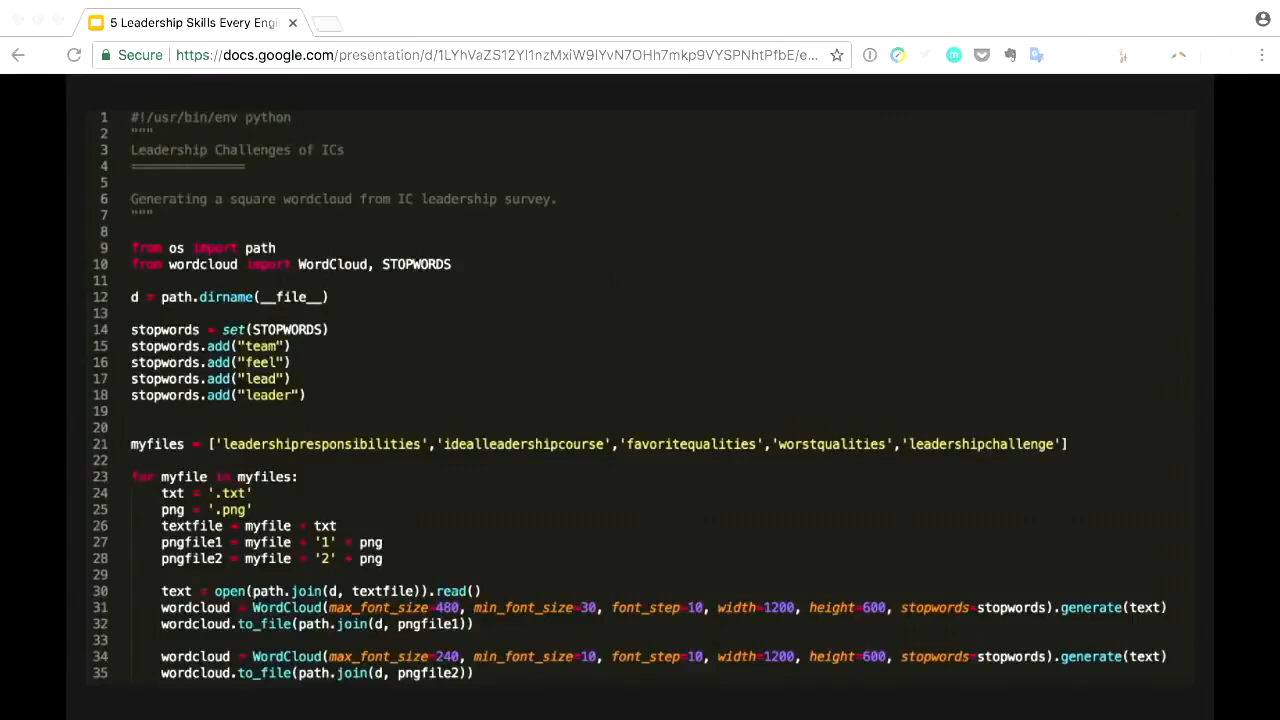 5 Leadership Skills Every Eng
Secure https://docs.google.com/presentation/d/1LYhVaZS12Yl1nzMxiW9lYvN7OHh7mkp9VYSPNhtPfbE/e...
1 #!/usr/bin/env python
2 """
3 Leadership Challenges of ICs
4 ===============
5
6 Generating a square wordcloud from IC leadership survey.
7 """
8
9 from os import path
10 from wordcloud import WordCloud, STOPWORDS
11
12 d = path.dirname(__file__)
13
14 stopwords = set(STOPWORDS)
15 stopwords.add("team")
16 stopwords.add("feel")
17 stopwords.add("lead")
18 stopwords.add("leader")
19
20
21 myfiles = ['leadershipresponsibilities','idealleadershipcourse','favoritequalities','worstqualities','leadershipchallenge']
22
23 for myfile in myfiles:
24 txt = '.txt'
25 png = '.png'
26 textfile = myfile + txt
27 pngfile1 = myfile + '1' + png
28 pngfile2 = myfile + '2' + png
29
30 text = open(path.join(d, textfile)).read()
31 wordcloud = WordCloud(max_font_size=480, min_font_size=30, font_step=10, width=1200, height=600, stopwords=stopwords).generate(text)
32 wordcloud.to_file(path.join(d, pngfile1))
33
34 wordcloud = WordCloud(max_font_size=240, min_font_size=10, font_step=10, width=1200, height=600, stopwords=stopwords).generate(text)
35 wordcloud.to_file(path.join(d, pngfile2))